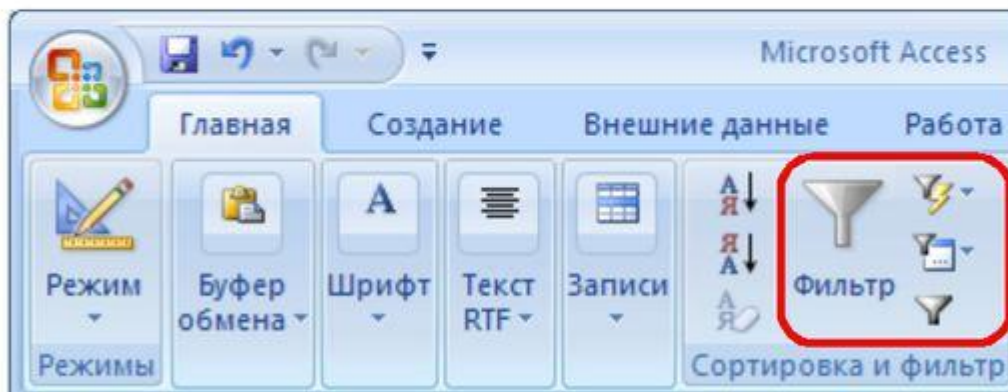 Microsoft Access
Главная Создание Внешние данные Работа
Режим Буфер обмена Шрифт Текст RTF Записи Фильтр
Режимы Сортировка и фильтр